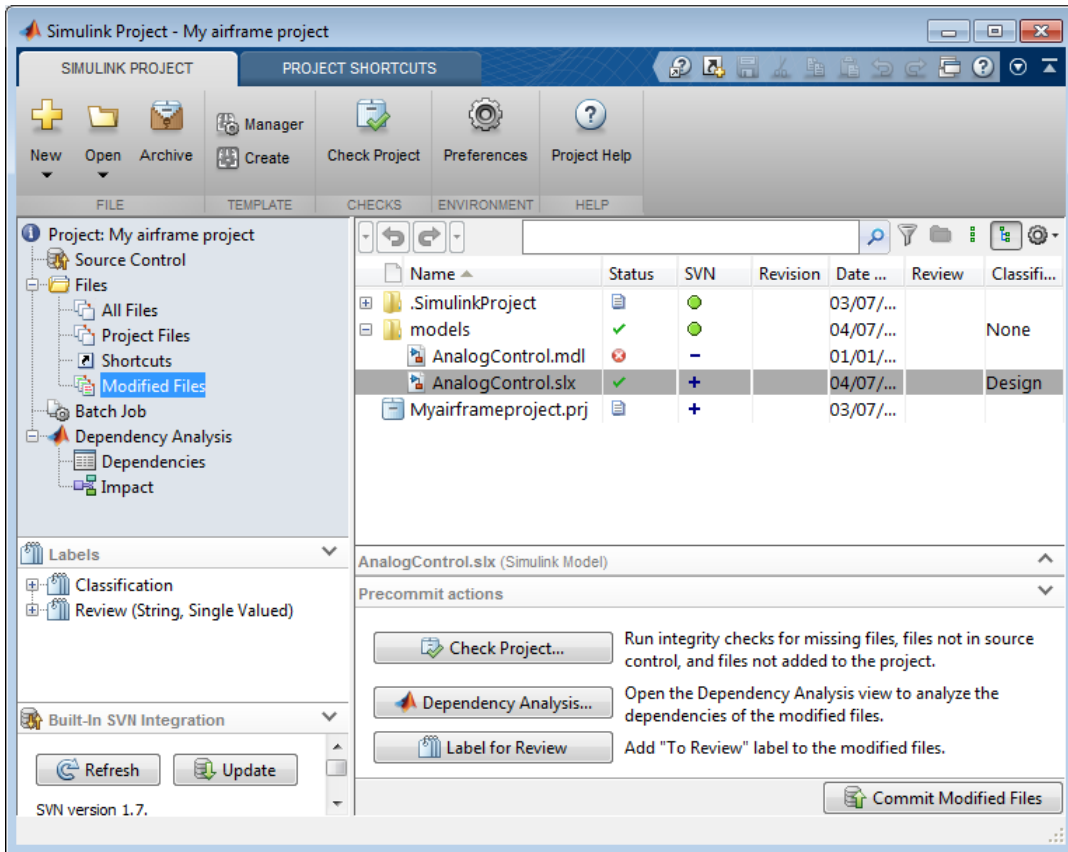 Simulink Project - My airframe project
SIMULINK PROJECT
PROJECT SHORTCUTS
New
Open
Archive
Manager
Create
Check Project
Preferences
Project Help
FILE
TEMPLATE
CHECKS
ENVIRONMENT
HELP
Project: My airframe project
Source Control
Files
All Files
Project Files
Shortcuts
Modified Files
Batch Job
Dependency Analysis
Dependencies
Impact
Labels
Classification
Review (String, Single Valued)
Built-In SVN Integration
Refresh
Update
SVN version 1.7.
Name Status SVN Revision Date ... Review Classifi...
.SimulinkProject 03/07/...
models 04/07/... None
AnalogControl.mdl 01/01/...
AnalogControl.slx 04/07/... Design
Myairframeproject.prj 03/07/...
AnalogControl.slx (Simulink Model)
Precommit actions
Check Project...
Run integrity checks for missing files, files not in source
control, and files not added to the project.
Dependency Analysis...
Open the Dependency Analysis view to analyze the
dependencies of the modified files.
Label for Review
Add "To Review" label to the modified files.
Commit Modified Files